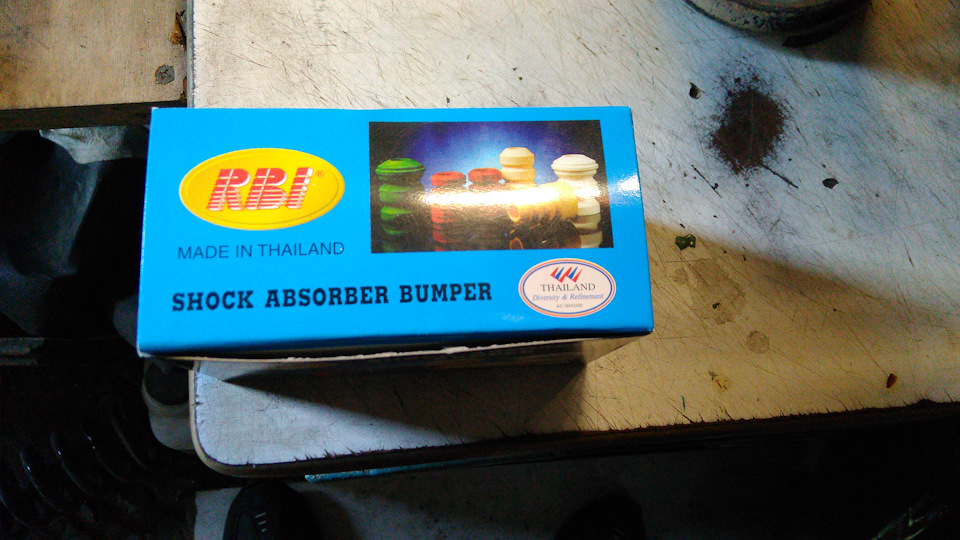 RBI®
MADE IN THAILAND
SHOCK ABSORBER BUMPER
THAILAND
Diversity & Refinement